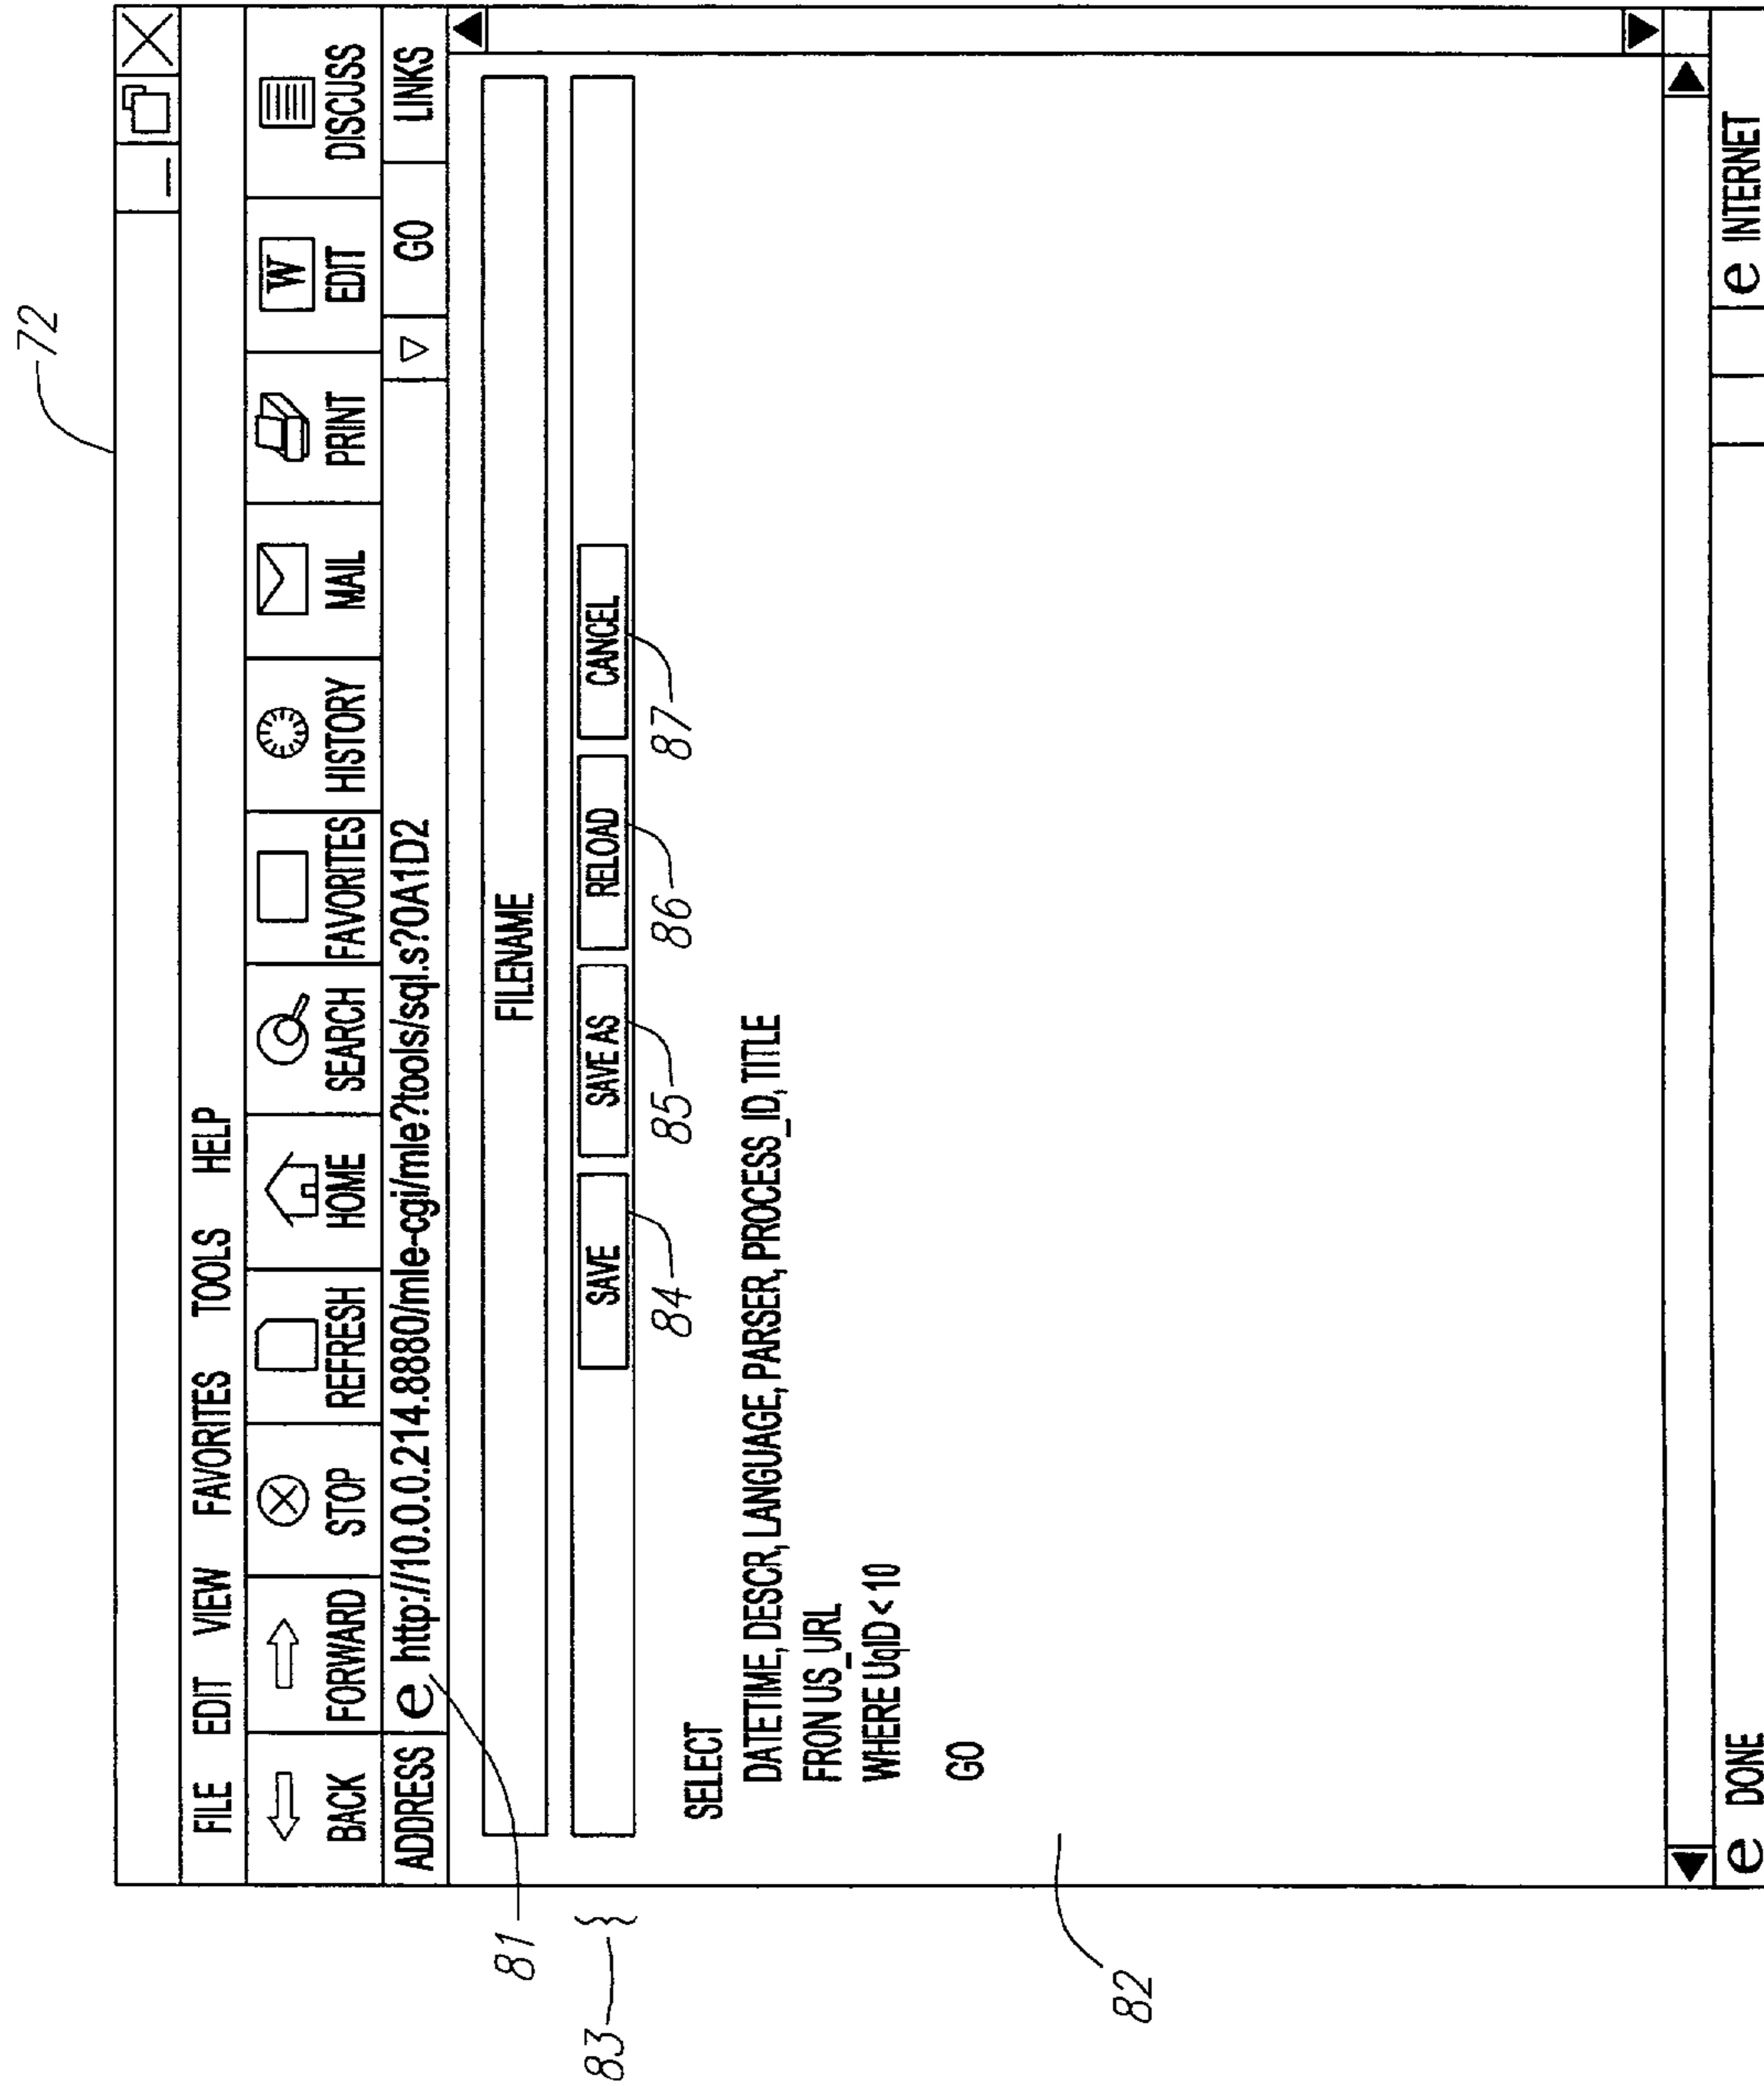 72
FILE EDIT VIEW FAVORITES TOOLS HELP
BACK FORWARD STOP REFRESH HOME SEARCH FAVORITES HISTORY MAIL PRINT W EDIT DISCUSS
ADDRESS e http://10.0.0.214.8880/mle-cgi/mle?tools/sql.s?0A1D2 GO LINKS
81
FILENAME
83
SAVE SAVE AS RELOAD CANCEL
84 85 86 87
SELECT
DATETIME, DESCR, LANGUAGE, PARSER, PROCESS_ID, TITLE
FRON US_URL
WHERE UqID < 10
GO
82
e DONE e INTERNET